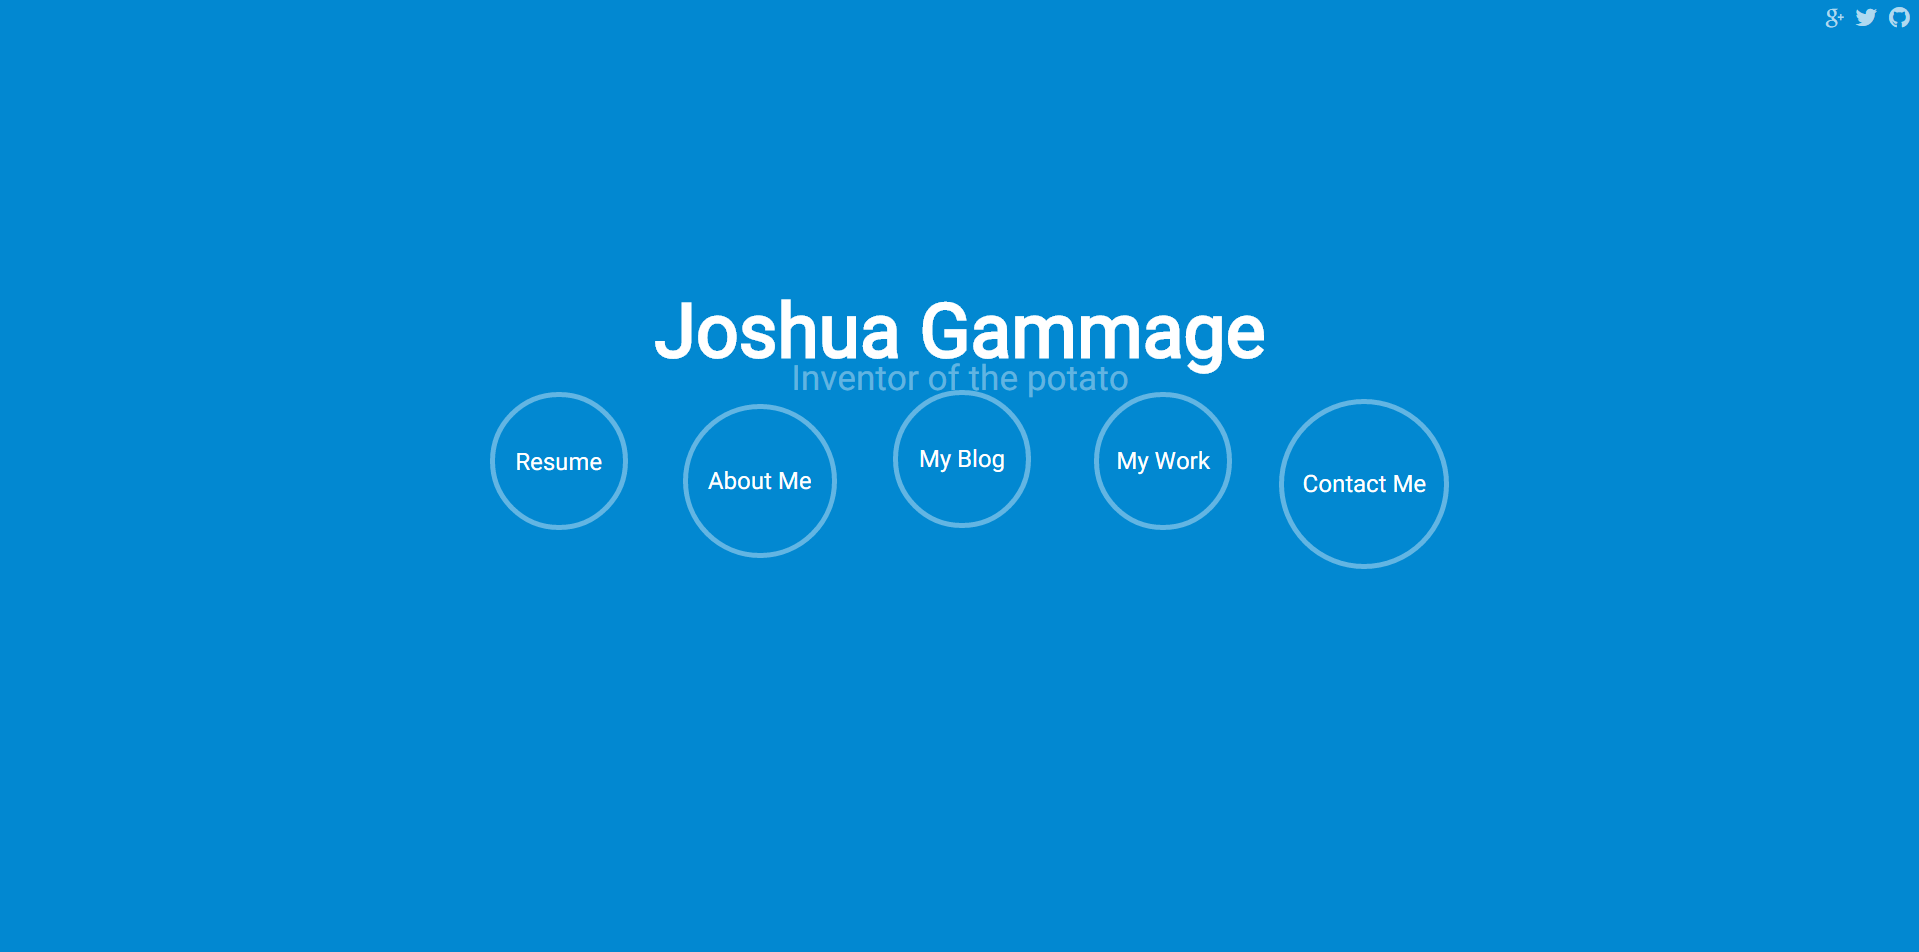 g+
Joshua Gammage
Inventor of the potato
Resume
About Me
My Blog
My Work
Contact Me